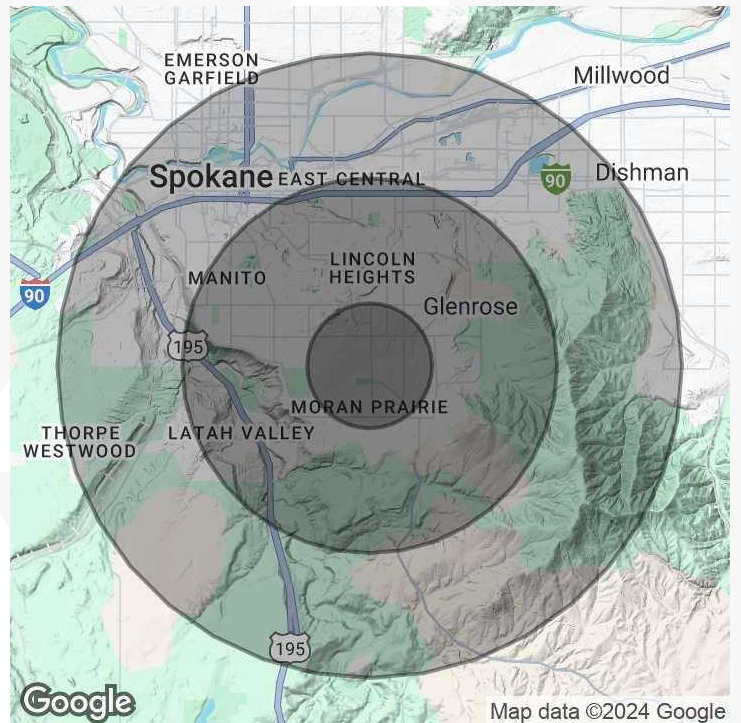 EMERSON
GARFIELD
Millwood
Spokane
EAST CENTRAL
90
Dishman
LINCOLN
HEIGHTS
MANITO
Glenrose
90
195
MORAN PRAIRIE
THORPE
WESTWOOD
LATAH VALLEY
195
Google
Map data ©2024 Google